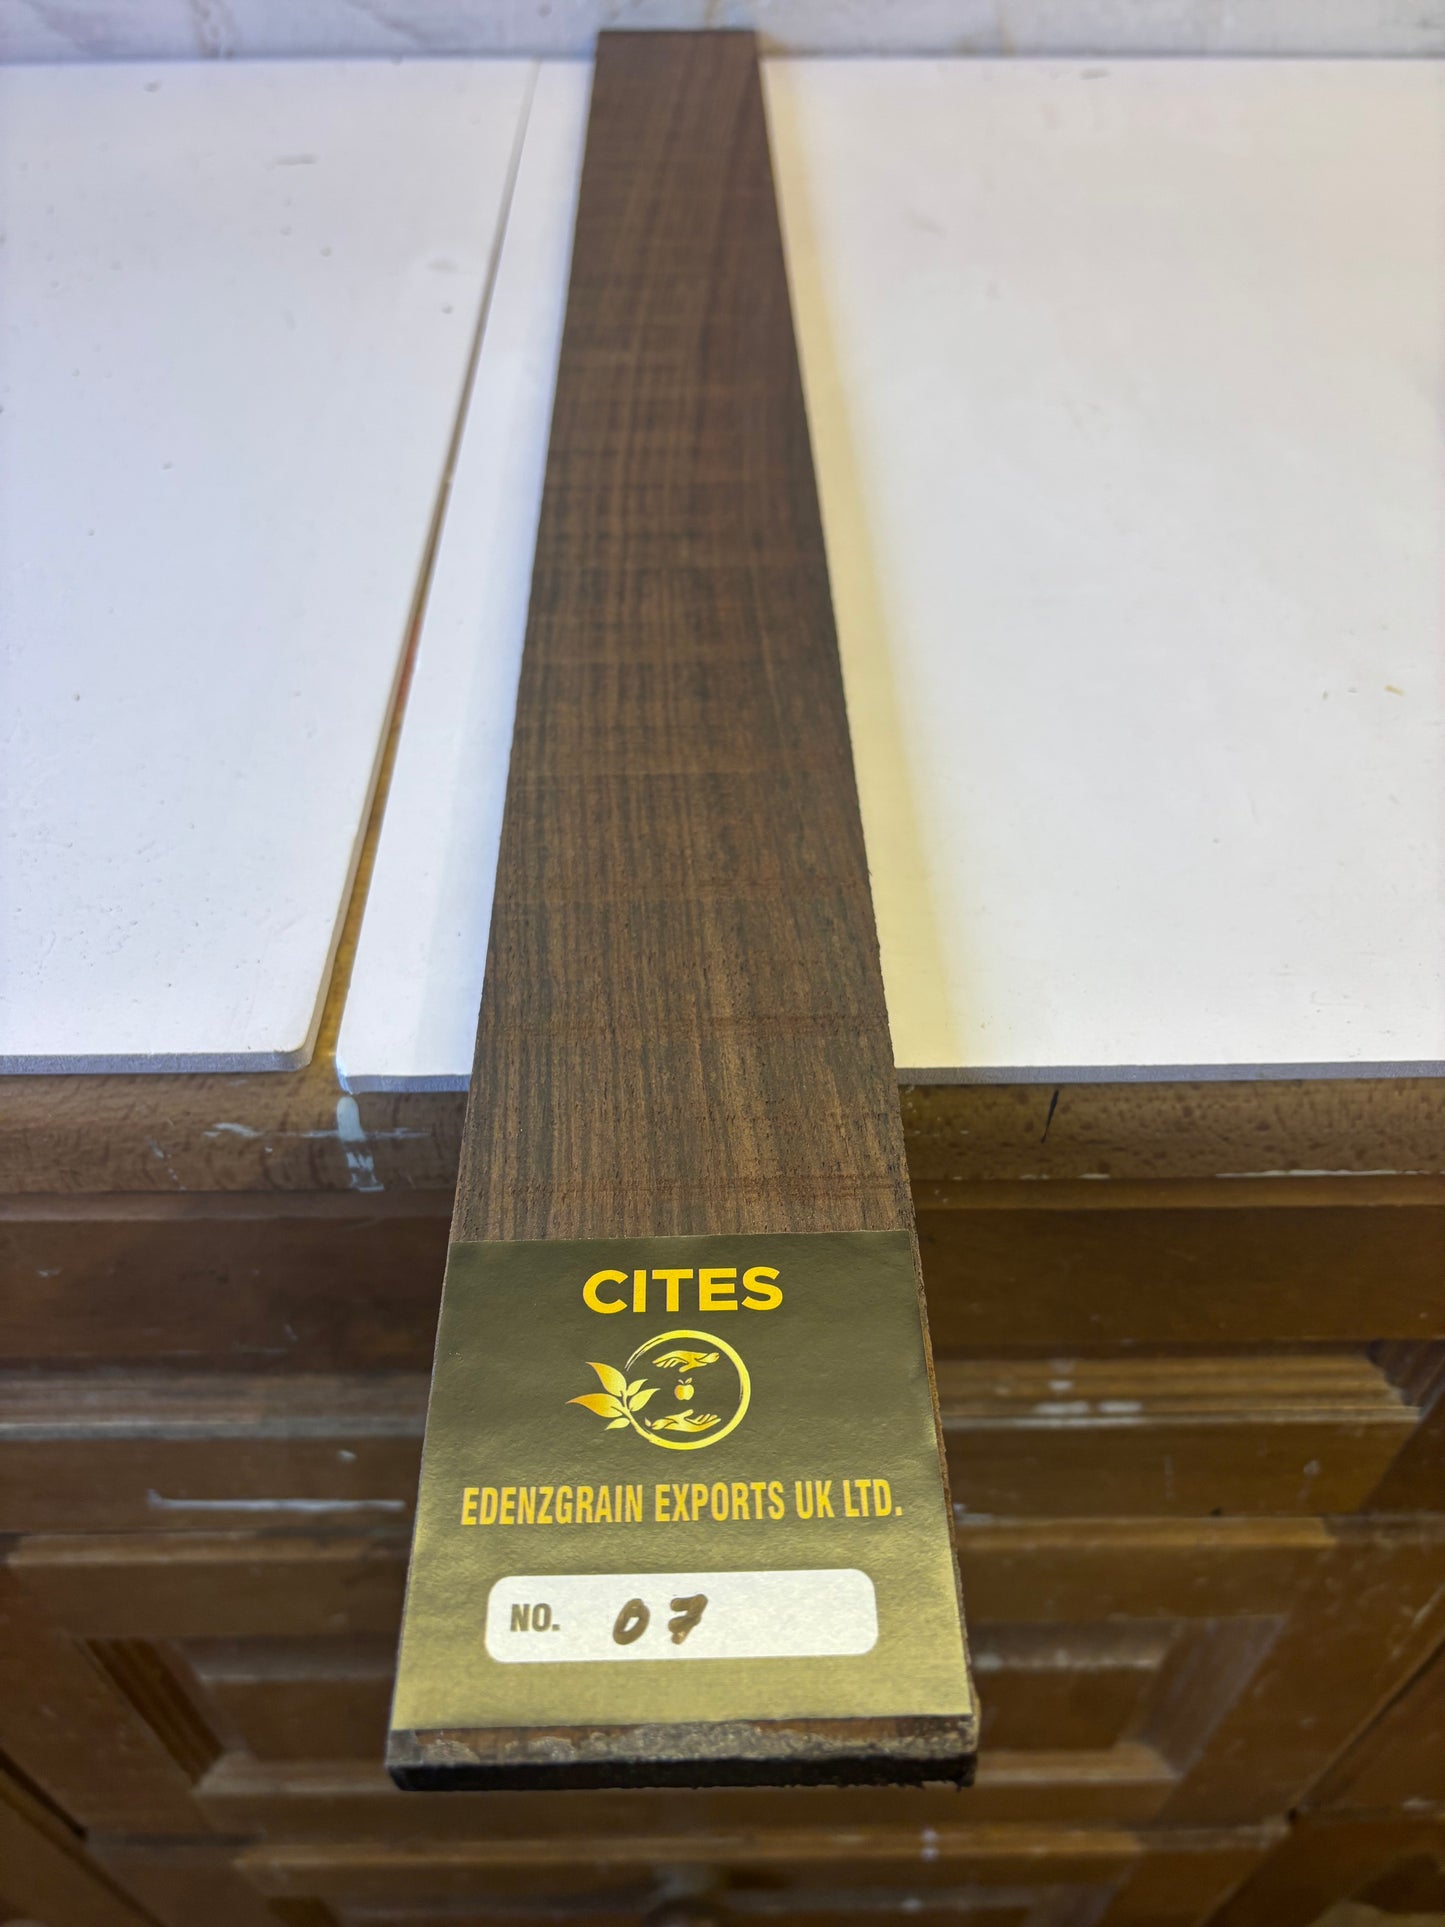 CITES
EDENZGRAIN EXPORTS UK LTD.
NO. 07